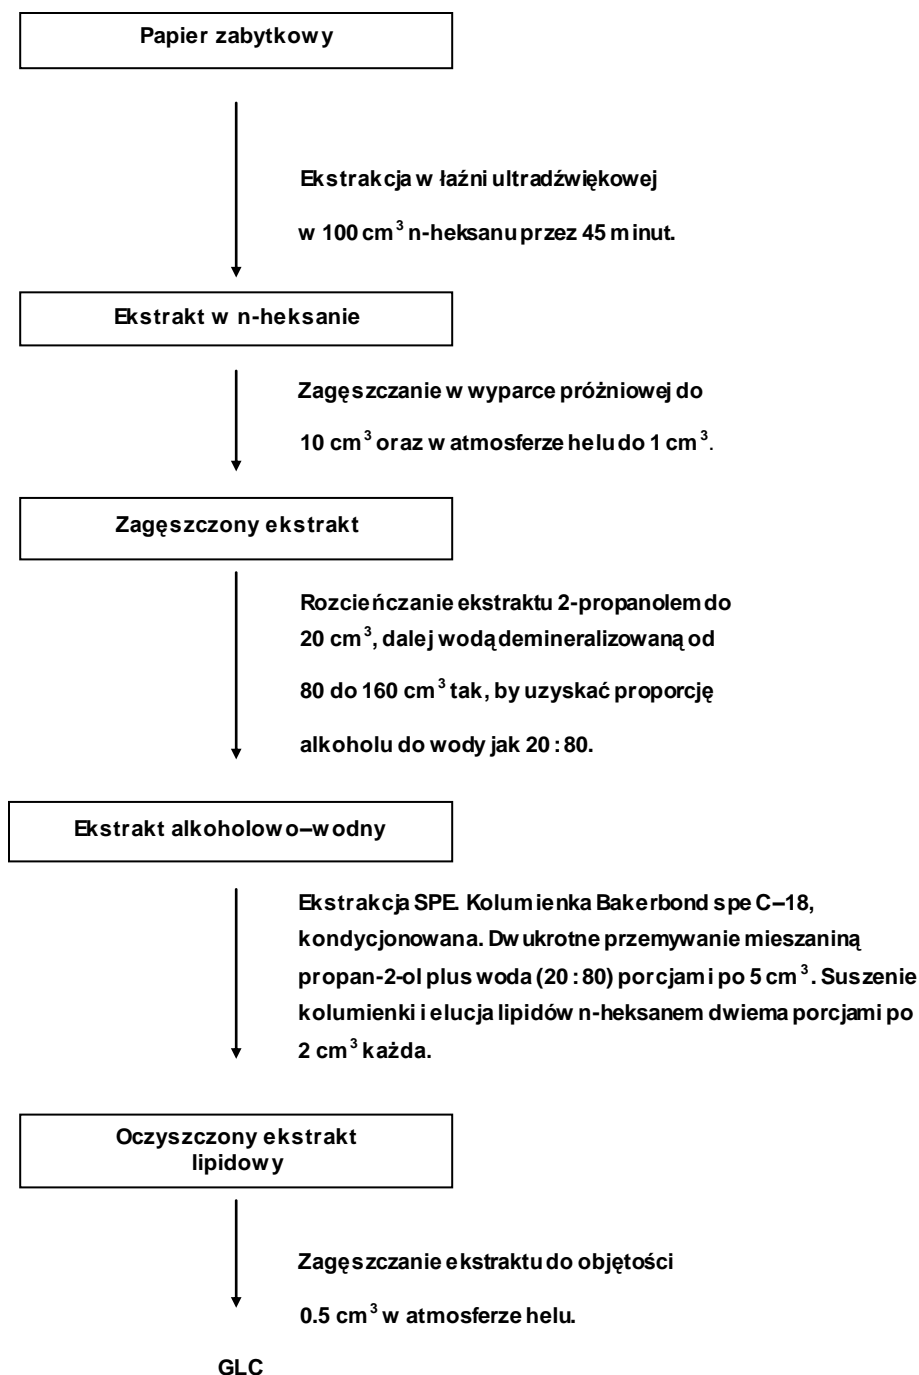 Papier zabytkowy
Ekstrakcja w łaźni ultradźwiękowej
w 100 cm³ n-heksanu przez 45 minut.
Ekstrakt w n-heksanie
Zagęszczanie w wyparce próżniowej do
10 cm³ oraz w atmosferze helu do 1 cm³.
Zagęszczony ekstrakt
Rozcieńczanie ekstraktu 2-propanolem do
20 cm³, dalej wodą demineralizowaną od
80 do 160 cm³ tak, by uzyskać proporcję
alkoholu do wody jak 20 : 80.
Ekstrakt alkoholowo–wodny
Ekstrakcja SPE. Kolumienka Bakerbond spe C–18,
kondycjonowana. Dwukrotne przemywanie mieszaniną
propan-2-ol plus woda (20 : 80) porcjami po 5 cm³. Suszenie
kolumienki i elucja lipidów n-heksanem dwiema porcjami po
2 cm³ każda.
Oczyszczony ekstrakt
lipidowy
Zagęszczanie ekstraktu do objętości
0.5 cm³ w atmosferze helu.
GLC